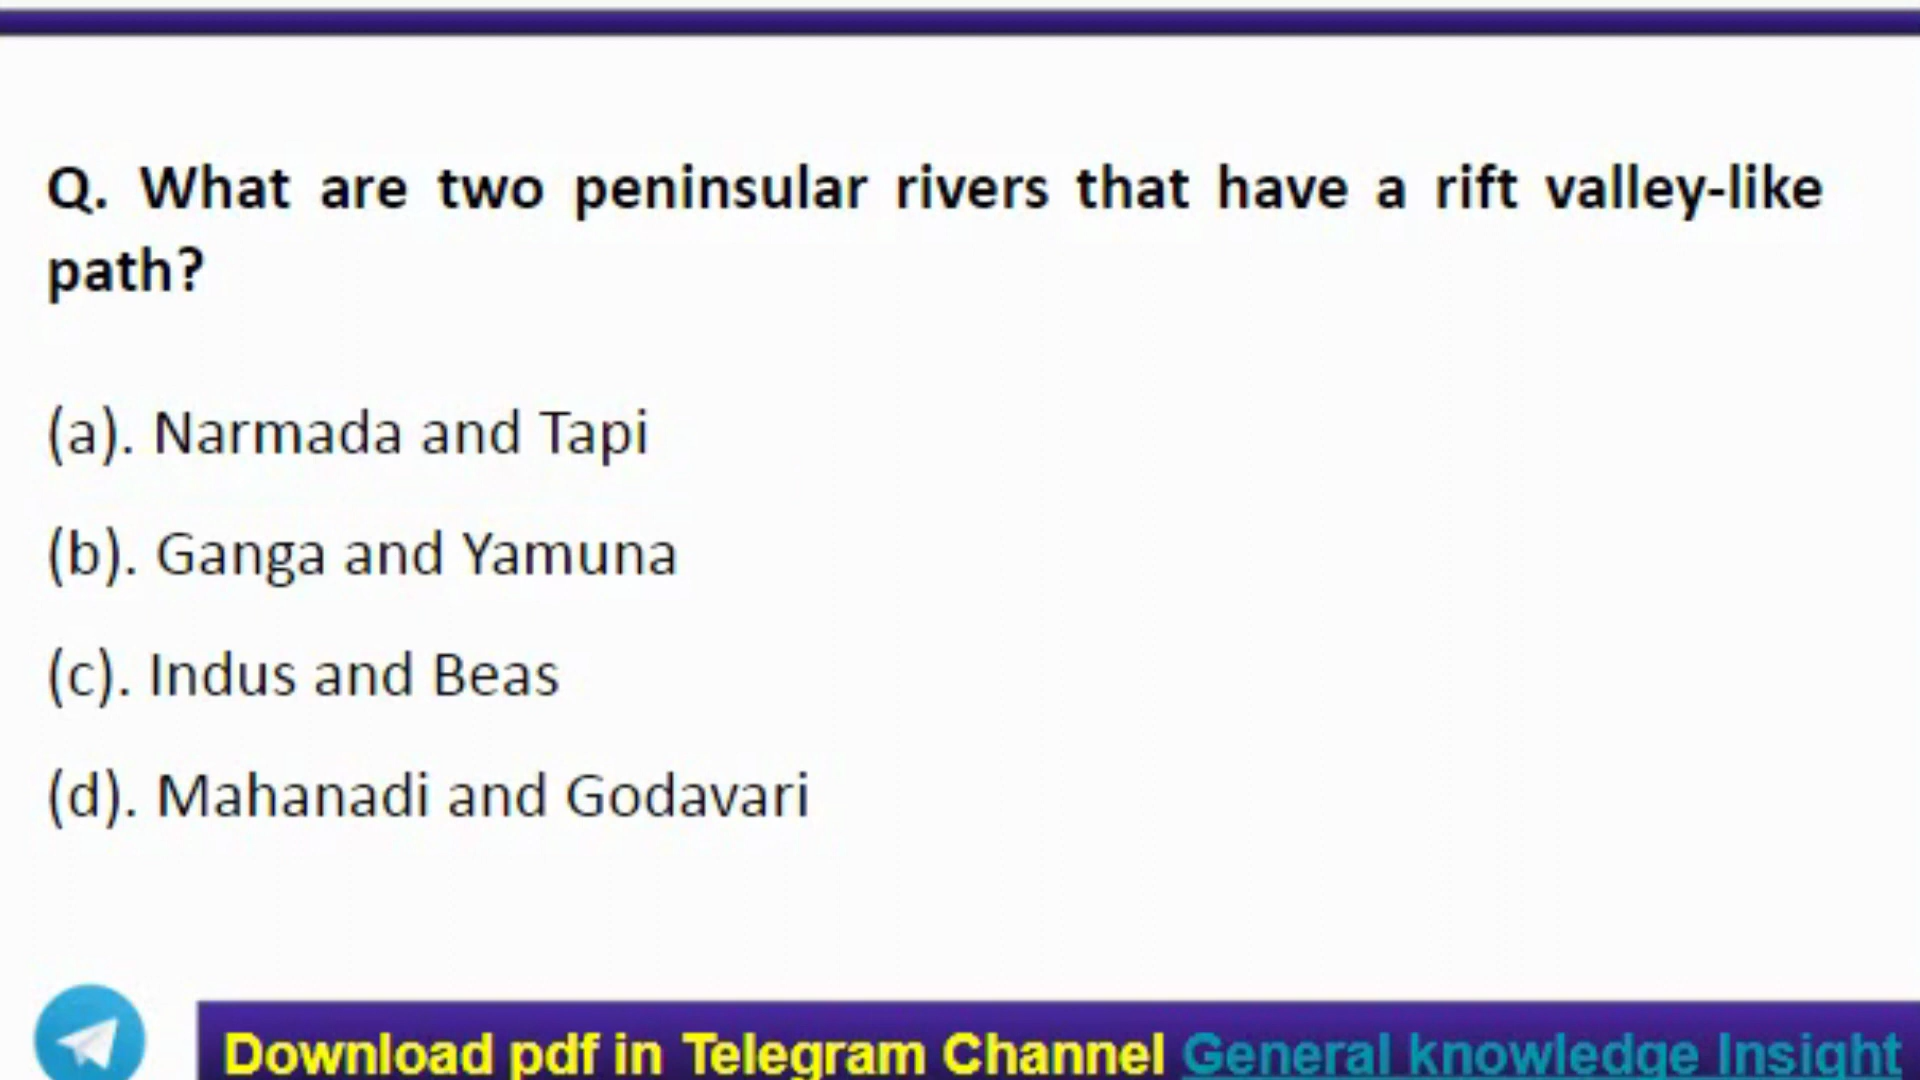 Q. What are two peninsular rivers that have a rift valley-like
path?
(a). Narmada and Tapi
(b). Ganga and Yamuna
(c). Indus and Beas
(d). Mahanadi and Godavari
Download pdf in Telegram Channel General knowledge Insight